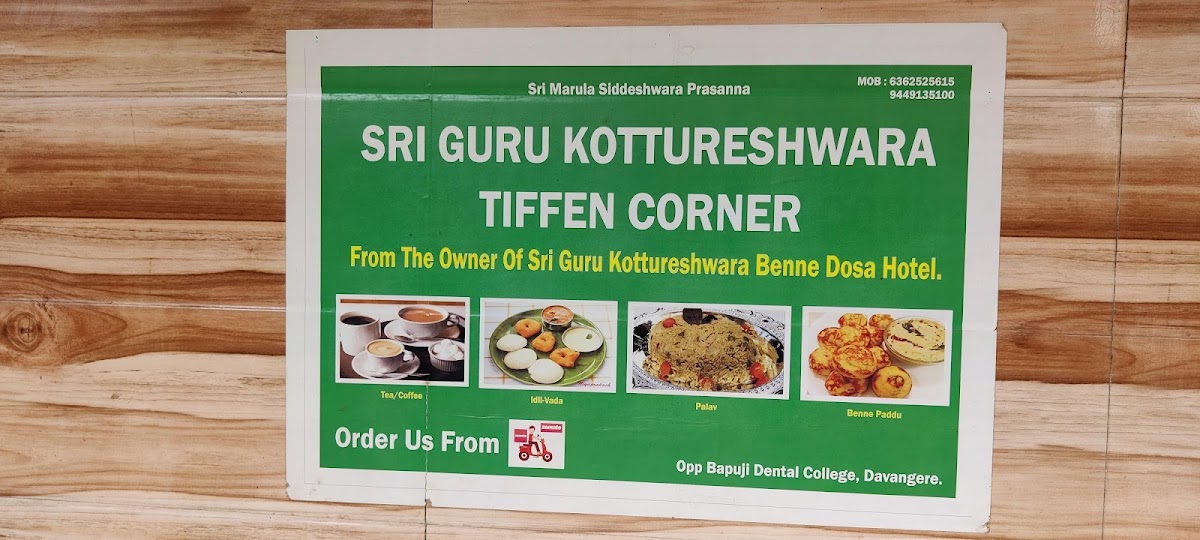 Sri Marula Siddeshwara Prasanna
MOB : 6362525615
9449135100
SRI GURU KOTTURESHWARA
TIFFEN CORNER
From The Owner Of Sri Guru Kottureshwara Benne Dosa Hotel.
Tea/Coffee
Idli-Vada
Palav
Benne Paddu
Order Us From
zomato
Opp Bapuji Dental College, Davangere.